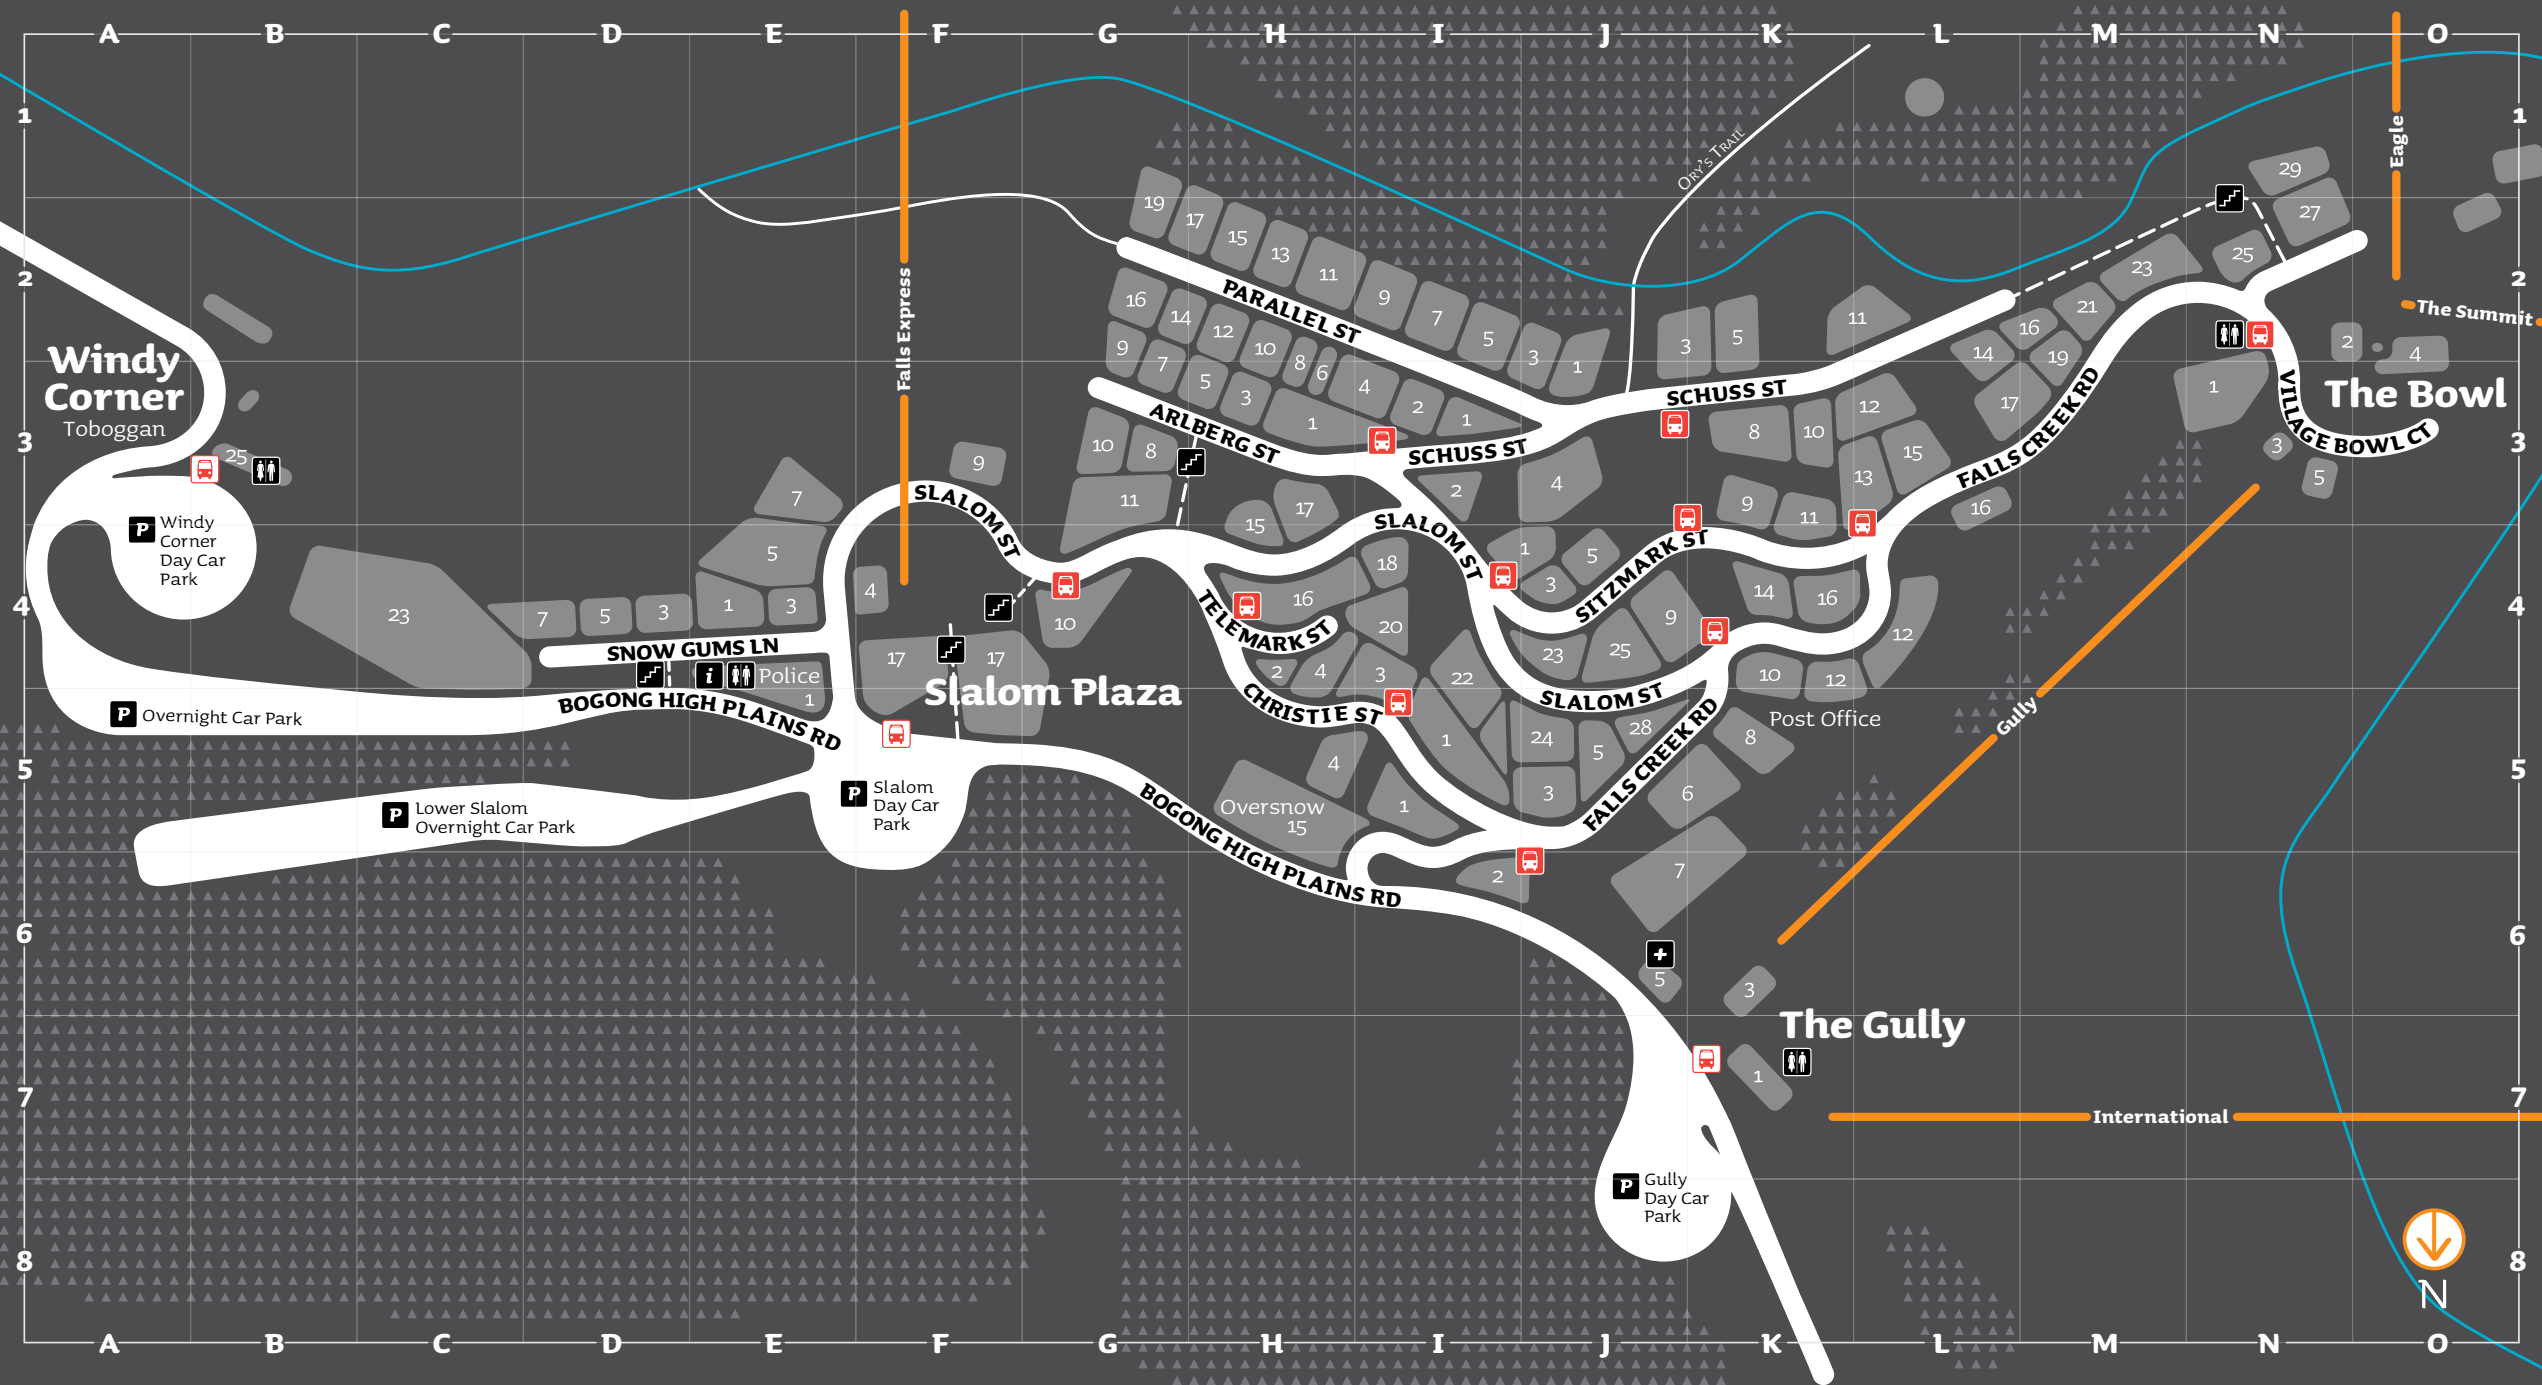 A B C D E F G H I J K L M N O
1 1
Eagle
Ory's Trail
29
19
17
27
15
13
25
11
23
2 2
Falls Express
16
9
PARALLEL ST
14
7
21
11
The Summit
12
16
5
3
5
9
10
2
7
8
6
3
1
14
19
4
Windy
Corner
Toboggan
5
3
4
SCHUSS ST
1
The Bowl
2
12
17
1
1
ARLBERG ST
SCHUSS ST
8
10
FALLS CREEK RD
VILLAGE BOWL CT
3 3
10
8
25
9
15
3
13
5
4
2
7
11
SLALOM ST
17
15
9
11
16
Windy
Corner
Day Car
Park
SLALOM ST
5
1
5
SITZMARK ST
18
3
4
14
16
4 4
23
7
5
3
1
3
16
10
TELEMARK ST
20
9
12
SNOW GUMS LN
17
17
23
25
Police
1
2
4
3
22
10
12
Slalom Plaza
SLALOM ST
CHRISTIE ST
Post Office
Overnight Car Park
BOGONG HIGH PLAINS RD
Gully
28
8
24
5
1
4
5 5
FALLS CREEK RD
6
3
Slalom
Day Car
Park
BOGONG HIGH PLAINS RD
Oversnow
15
1
Lower Slalom
Overnight Car Park
7
2
6 6
5
3
The Gully
1
7 7
International
Gully
Day Car
Park
8 8
N
A B C D E F G H I J K L M N O